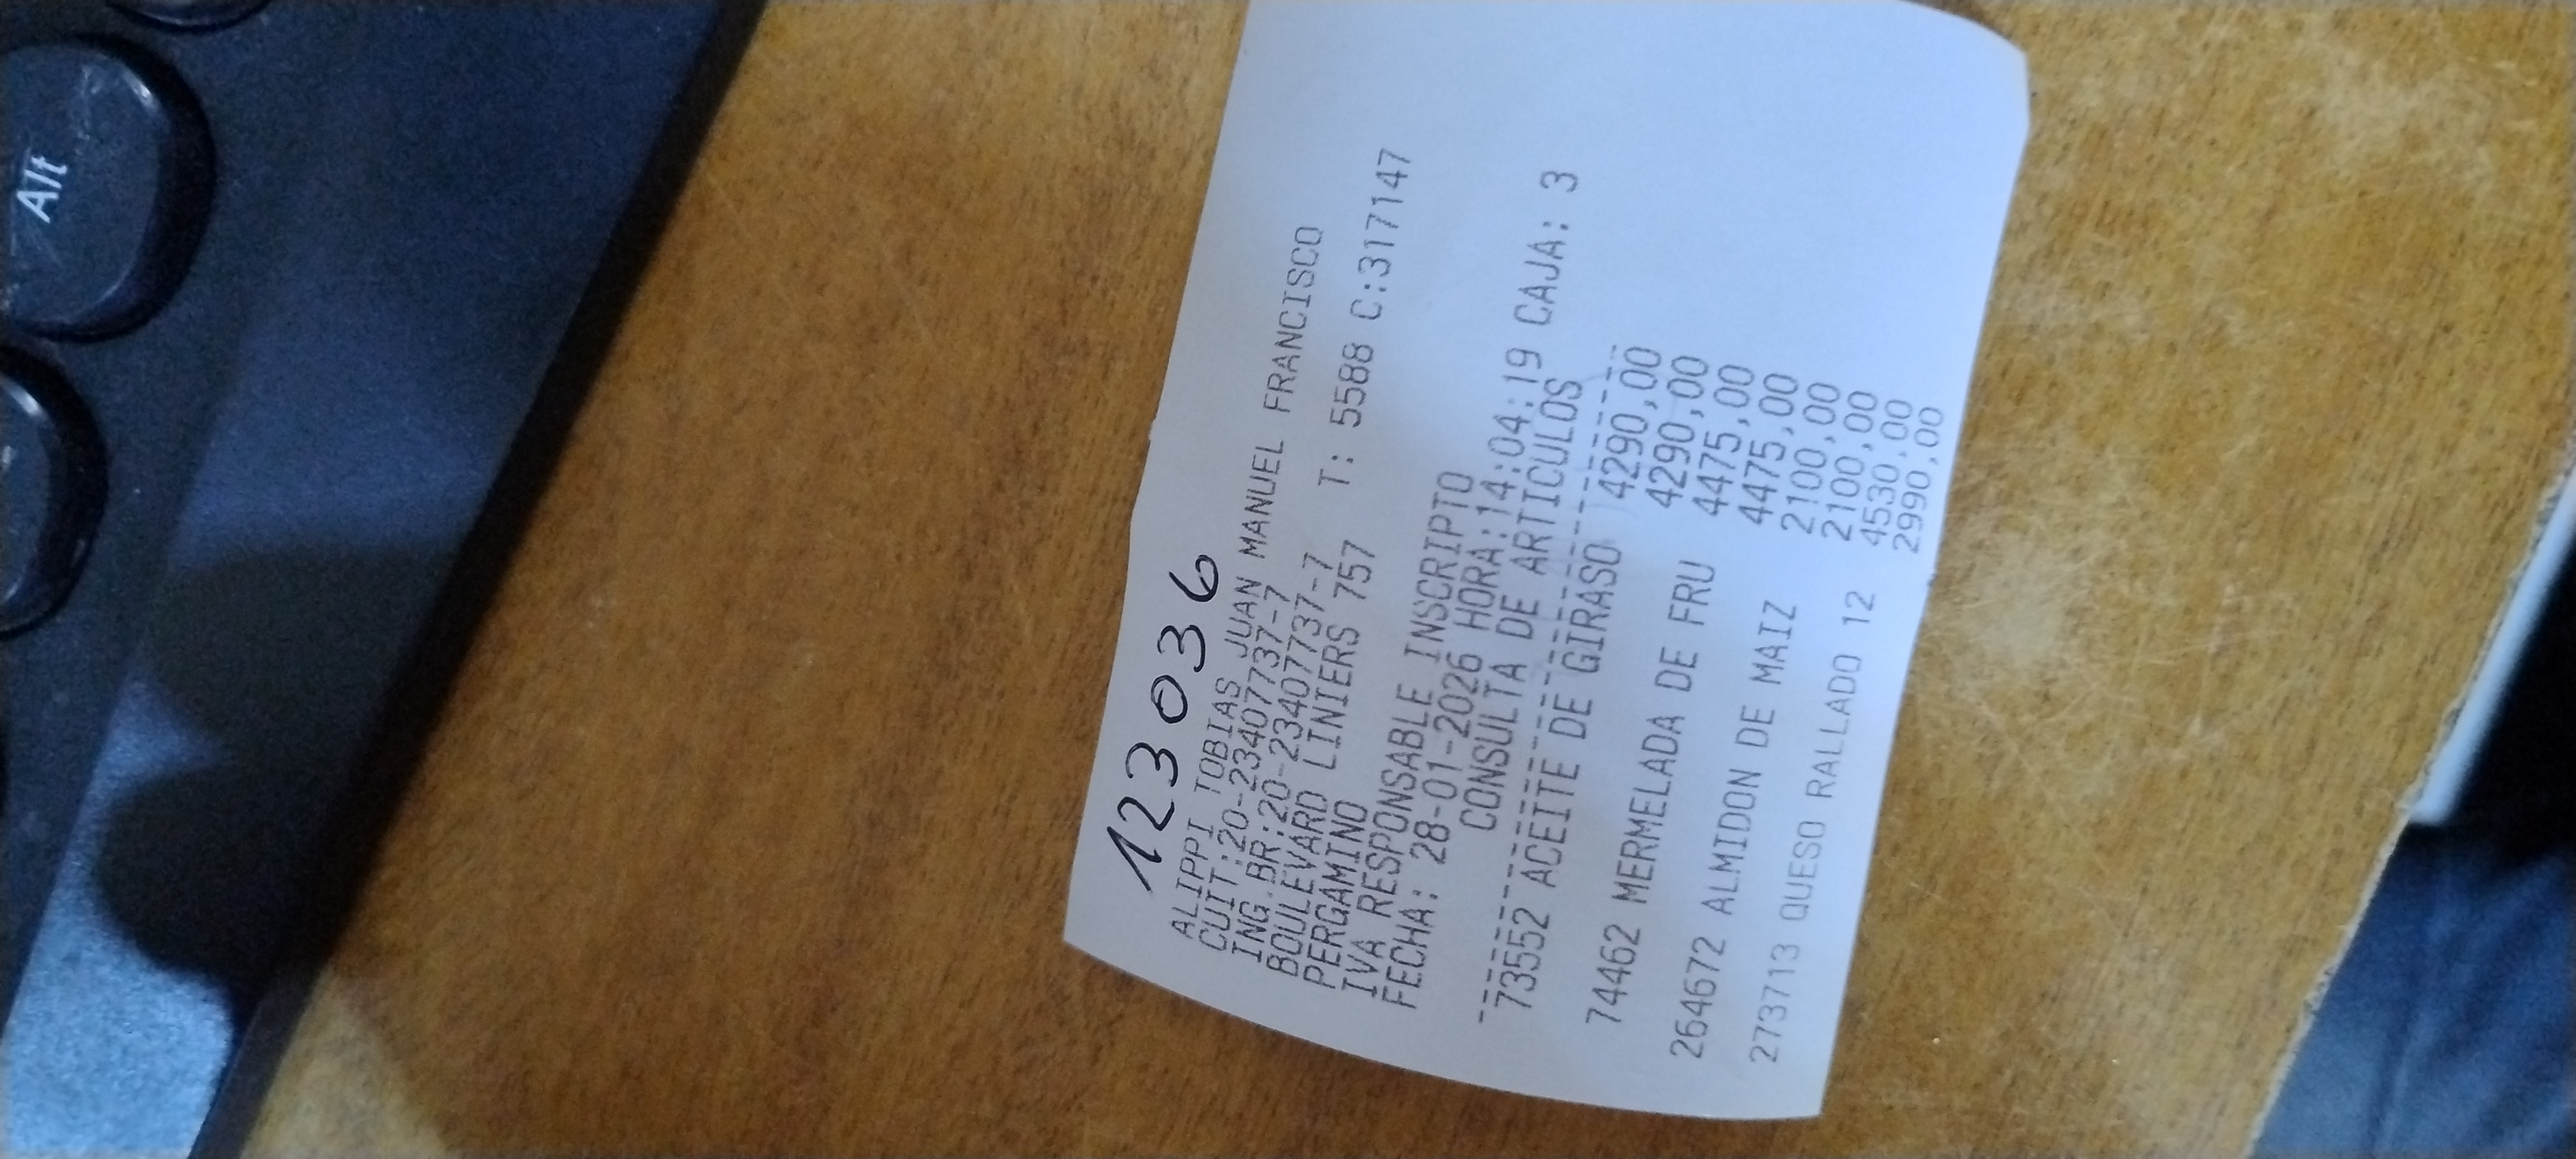 Alt
123036
ALIPPI TOBIAS JUAN MANUEL FRANCISCO
CUIT:20-23407737-7
ING.BR:20-23407737-7
BOULEVARD LINIERS 757 T: 5588 C:317147
PERGAMINO
IVA RESPONSABLE INSCRIPTO
FECHA: 28-01-2026 HORA:14:04:19 CAJA: 3
CONSULTA DE ARTICULOS
73552 ACEITE DE GIRASO 4290,00
4290,00
74462 MERMELADA DE FRU 4475,00
4475,00
264672 ALMIDON DE MAIZ 2100,00
2100,00
273713 QUESO RALLADO 12 4530,00
2990,00